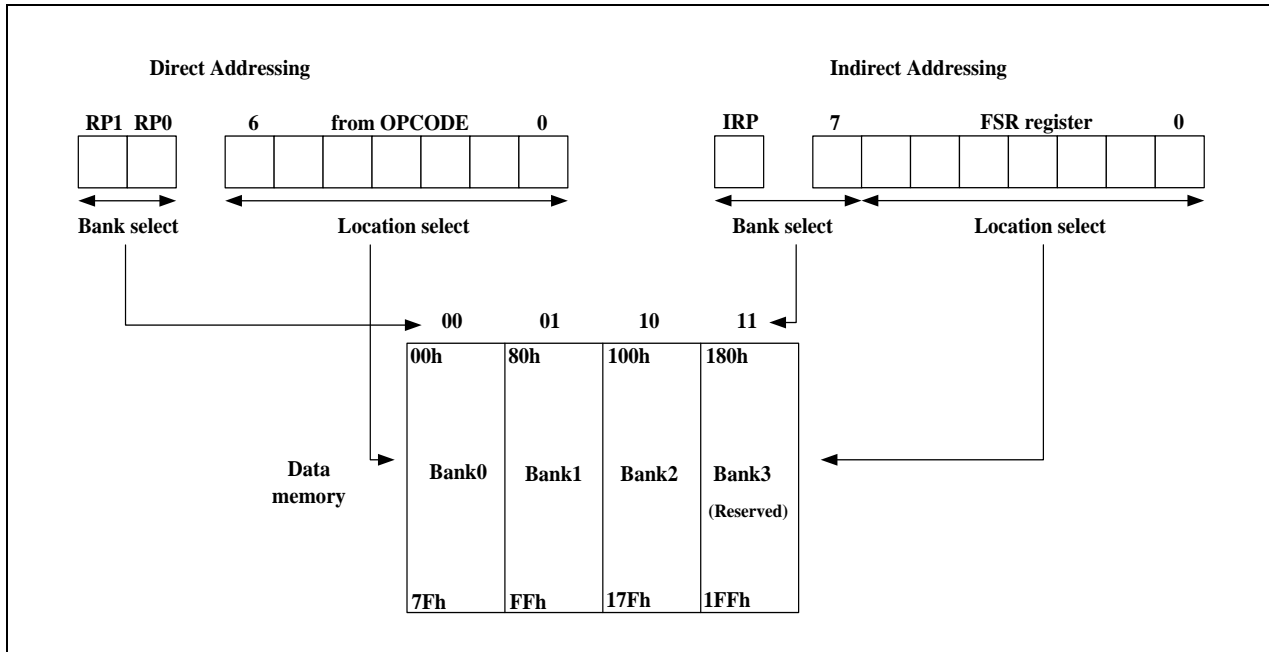 Direct Addressing
Indirect Addressing
RP1 RP0
6 from OPCODE 0
IRP
7 FSR register 0
Bank select
Location select
Bank select
Location select
00 01 10 11
00h 80h 100h 180h
Data
memory
Bank0 Bank1 Bank2 Bank3
(Reserved)
7Fh FFh 17Fh 1FFh